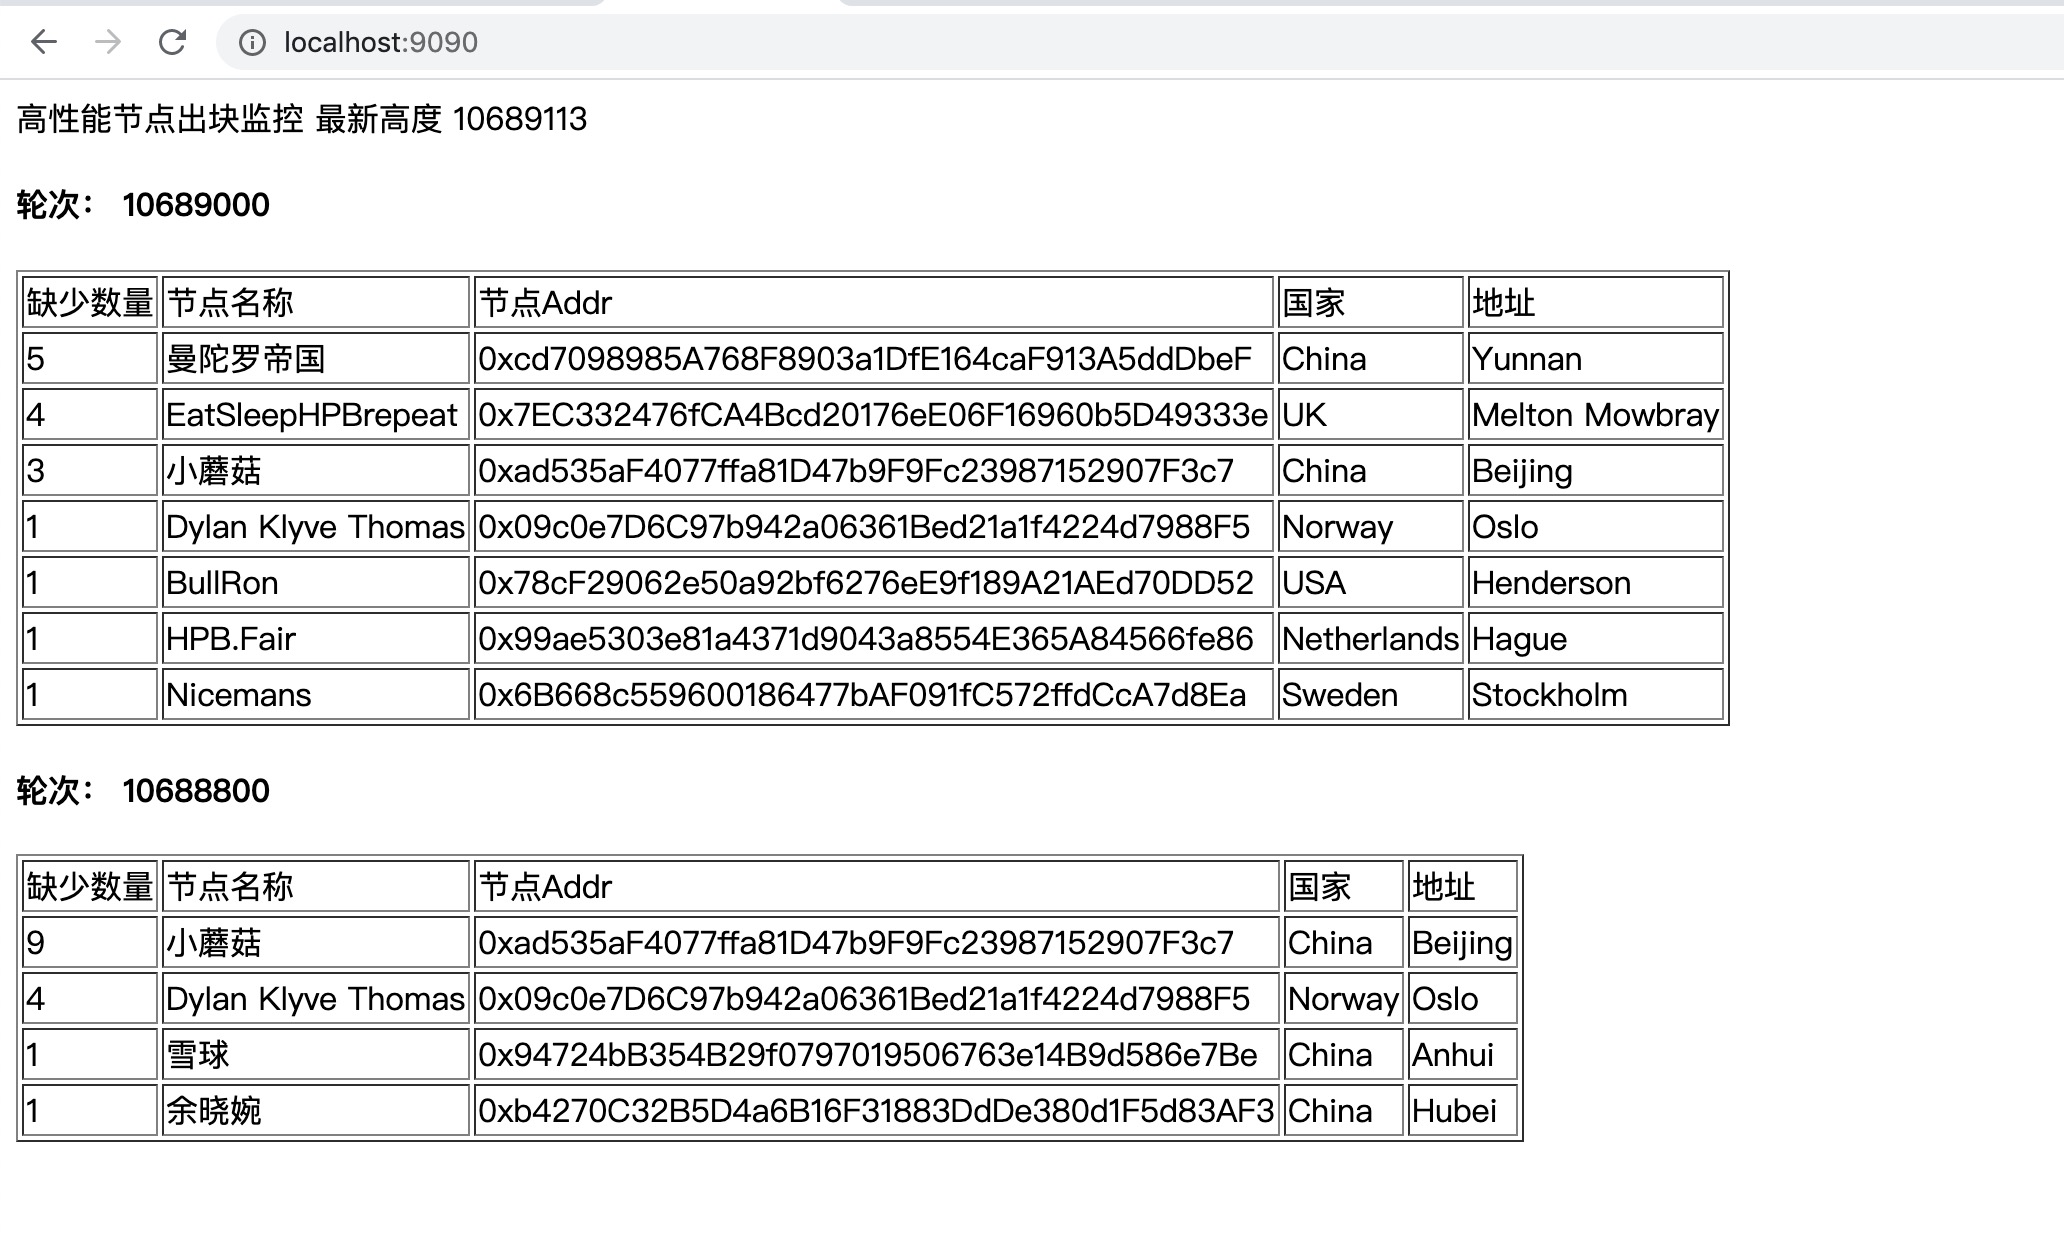 localhost:9090
高性能节点出块监控 最新高度 10689113
轮次： 10689000
缺少数量 节点名称 节点Addr 国家 地址
5 曼陀罗帝国 0xcd7098985A768F8903a1DfE164caF913A5ddDbeF China Yunnan
4 EatSleepHPBrepeat 0x7EC332476fCA4Bcd20176eE06F16960b5D49333e UK Melton Mowbray
3 小蘑菇 0xad535aF4077ffa81D47b9F9Fc23987152907F3c7 China Beijing
1 Dylan Klyve Thomas 0x09c0e7D6C97b942a06361Bed21a1f4224d7988F5 Norway Oslo
1 BullRon 0x78cF29062e50a92bf6276eE9f189A21AEd70DD52 USA Henderson
1 HPB.Fair 0x99ae5303e81a4371d9043a8554E365A84566fe86 Netherlands Hague
1 Nicemans 0x6B668c559600186477bAF091fC572ffdCcA7d8Ea Sweden Stockholm
轮次： 10688800
缺少数量 节点名称 节点Addr 国家 地址
9 小蘑菇 0xad535aF4077ffa81D47b9F9Fc23987152907F3c7 China Beijing
4 Dylan Klyve Thomas 0x09c0e7D6C97b942a06361Bed21a1f4224d7988F5 Norway Oslo
1 雪球 0x94724bB354B29f0797019506763e14B9d586e7Be China Anhui
1 余晓婉 0xb4270C32B5D4a6B16F31883DdDe380d1F5d83AF3 China Hubei